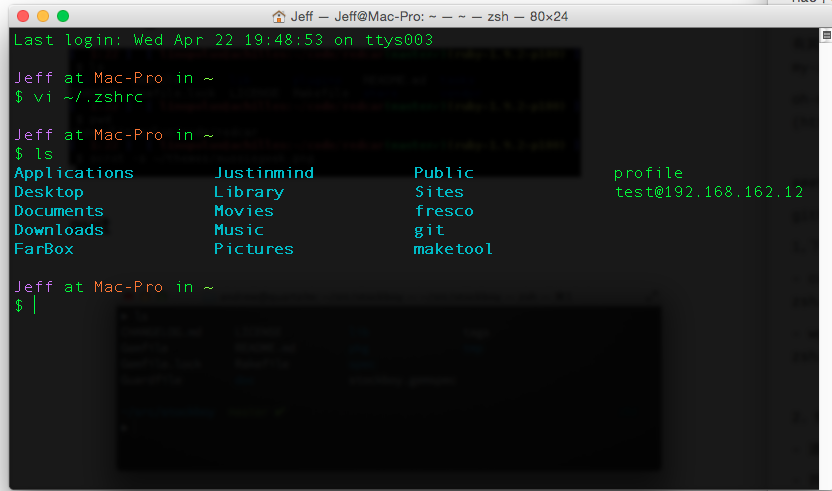 Jeff — Jeff@Mac-Pro: ~ — ~ — zsh — 80×24
Last login: Wed Apr 22 19:48:53 on ttys003
Jeff at Mac-Pro in ~
$ vi ~/.zshrc
Jeff at Mac-Pro in ~
$ ls
Applications Justinmind Public profile
Desktop Library Sites test@192.168.162.12
Documents Movies fresco
Downloads Music git
FarBox Pictures maketool
Jeff at Mac-Pro in ~
$